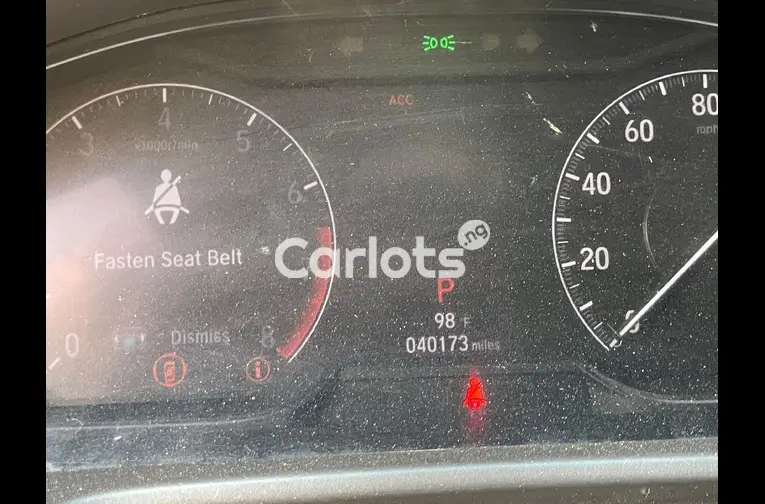 ACC
3
4
5
6
8
0
x1000r/min
Fasten Seat Belt
Dismiss
Carlots.ng
P
98 F
040173 miles
80
mph
60
40
20
0